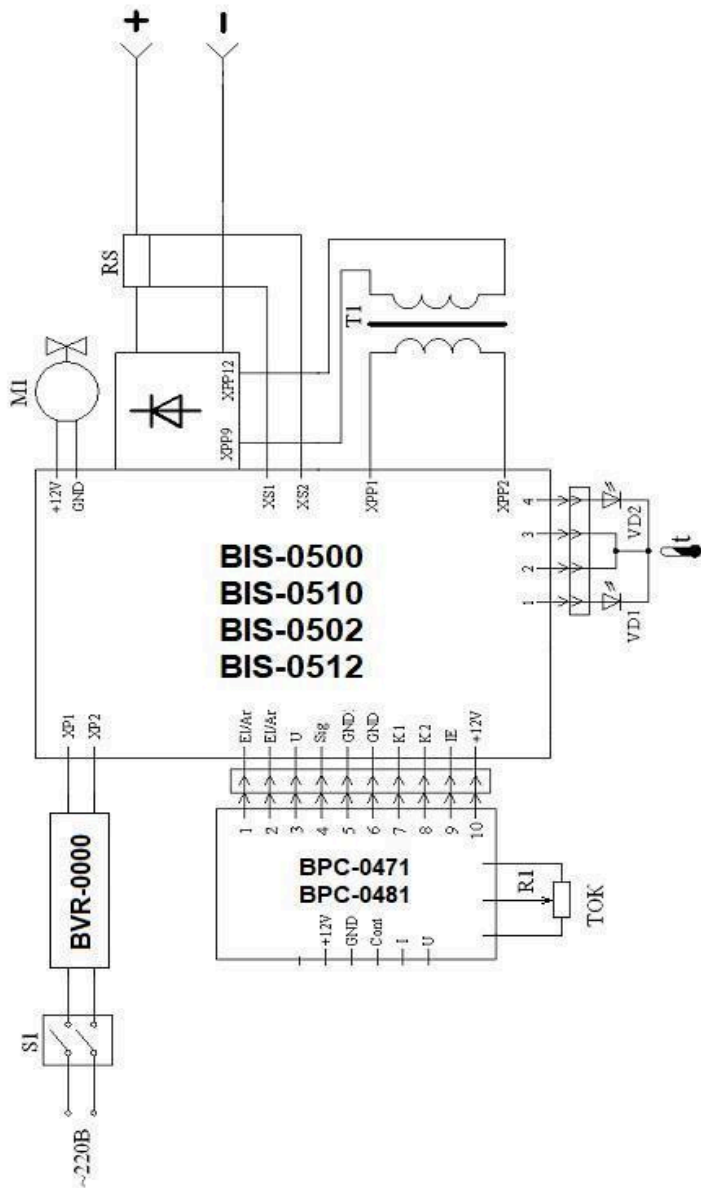 +
-
RS
M1
T1
XPP12
XPP9
+12V
GND
XS1
XS2
XPP1
XPP2
BIS-0500
BIS-0510
BIS-0502
BIS-0512
4
3
2
1
VD2
VD1
t
XP1
XP2
El/Ar
El/Ar
U
Sig
GND
GND
K1
K2
IE
+12V
1
2
3
4
5
6
7
8
9
10
BVR-0000
BPC-0471
BPC-0481
+12V
GND
Cont
I
U
R1
TOK
S1
~220В